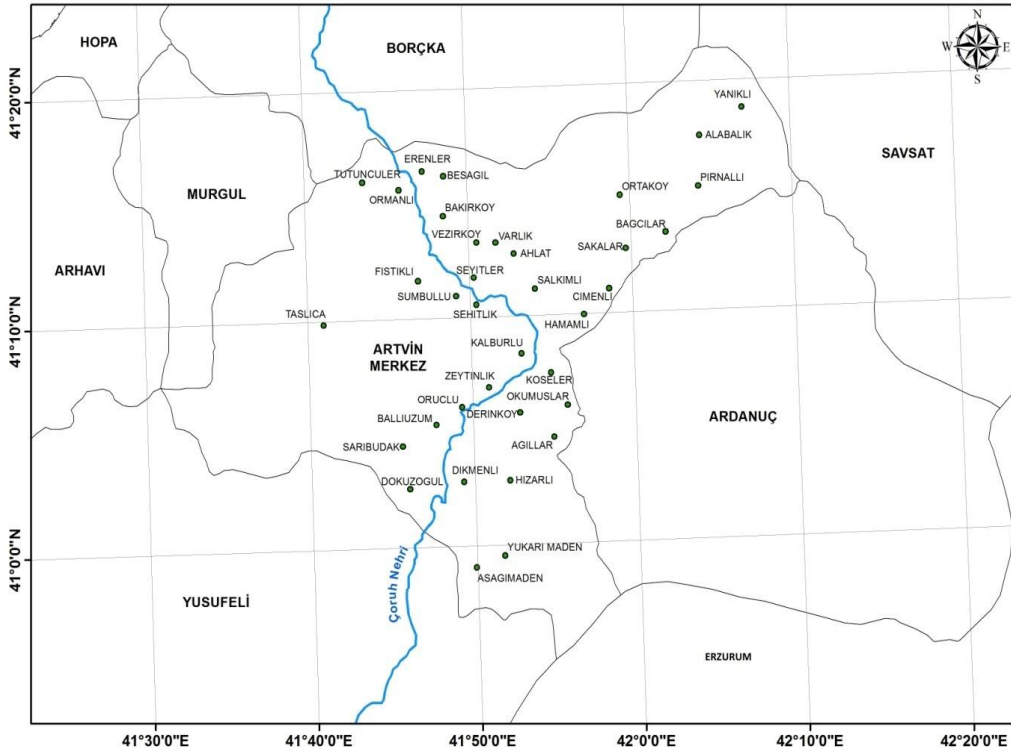 N
W
E
S
HOPA
BORÇKA
41°20'0"N
YANIKLI
ALABALIK
SAVSAT
ERENLER
TUTUNCULER
BESAGIL
MURGUL
ORMANLI
PIRNALLI
ORTAKOY
BAKIRKOY
BAGCILAR
VEZIRKOY
VARLIK
AHLAT
SAKALAR
ARHAVI
FISTIKLI
SEYITLER
SALKIMLI
SUMBULLU
CIMENLI
SEHITLIK
TASLICA
HAMAMLI
41°10'0"N
ARTVİN
MERKEZ
KALBURLU
ZEYTINLIK
KOSELER
ORUCLU
OKUMUSLAR
DERINKOY
BALLIUZUM
ARDANUÇ
AGILLAR
SARIBUDAK
DIKMENLI
DOKUZOGUL
HIZARLI
41°0'0"N
YUKARI MADEN
ASAGIMADEN
Çoruh Nehri
YUSUFELİ
ERZURUM
41°30'0"E
41°40'0"E
41°50'0"E
42°0'0"E
42°10'0"E
42°20'0"E